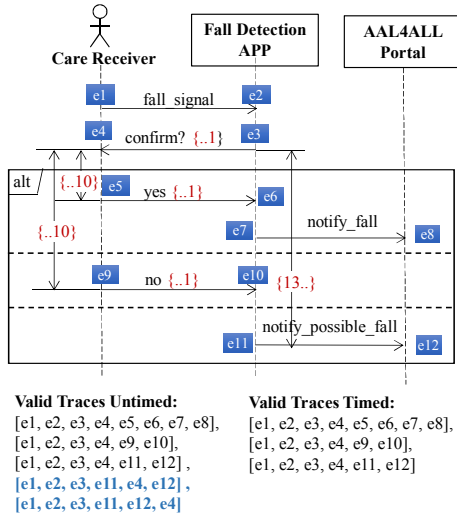 Care Receiver
Fall Detection
APP
AAL4ALL
Portal
e1
fall_signal
e2
e4
confirm? {..1}
e3
alt
{..10}
e5
yes {..1}
e6
{..10}
e7
notify_fall
e8
e9
no {..1}
e10
{13..}
e11
notify_possible_fall
e12
Valid Traces Untimed:
[e1, e2, e3, e4, e5, e6, e7, e8],
[e1, e2, e3, e4, e9, e10],
[e1, e2, e3, e4, e11, e12] ,
[e1, e2, e3, e11, e4, e12] ,
[e1, e2, e3, e11, e12, e4]
Valid Traces Timed:
[e1, e2, e3, e4, e5, e6, e7, e8],
[e1, e2, e3, e4, e9, e10],
[e1, e2, e3, e4, e11, e12]